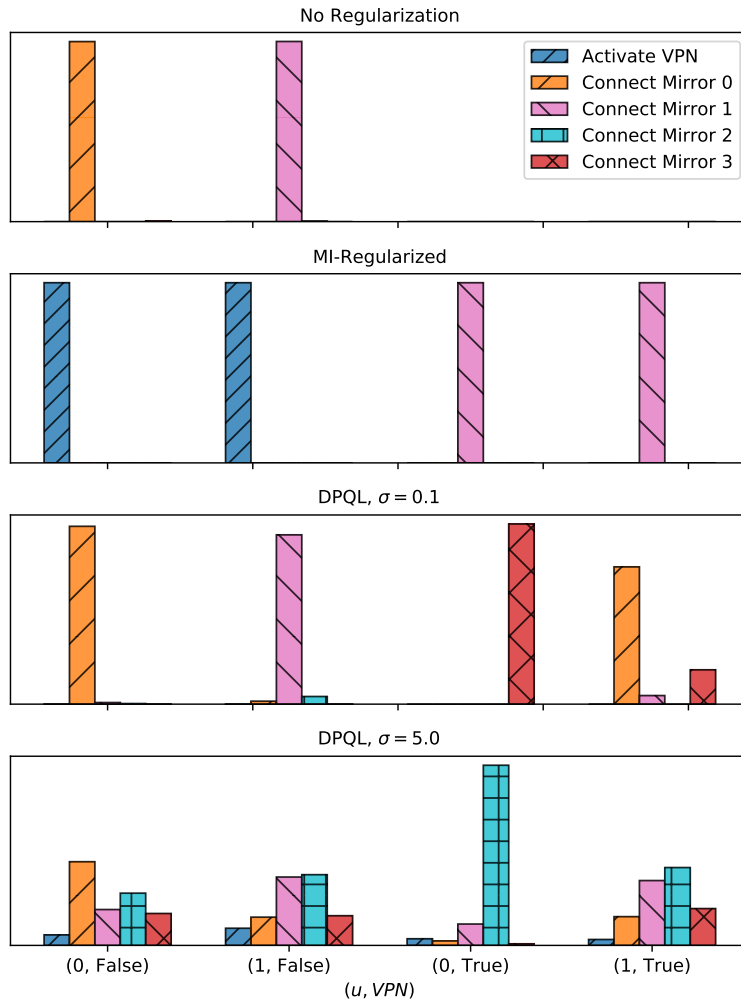 No Regularization
Activate VPN
Connect Mirror 0
Connect Mirror 1
Connect Mirror 2
Connect Mirror 3
MI-Regularized
DPQL, σ = 0.1
DPQL, σ = 5.0
(0, False) (1, False) (0, True) (1, True)
(u, VPN)